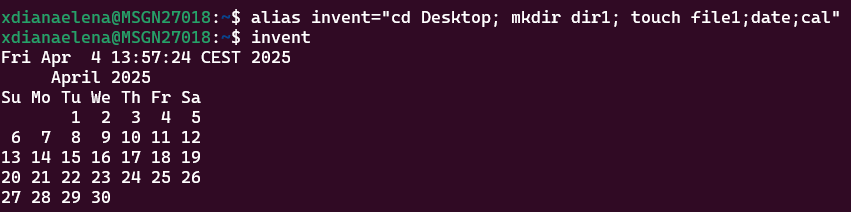 xdianaelena@MSGN27018:~$ alias invent="cd Desktop; mkdir dir1; touch file1;date;cal"
xdianaelena@MSGN27018:~$ invent
Fri Apr  4 13:57:24 CEST 2025
     April 2025
Su Mo Tu We Th Fr Sa
       1  2  3  4  5
 6  7  8  9 10 11 12
13 14 15 16 17 18 19
20 21 22 23 24 25 26
27 28 29 30